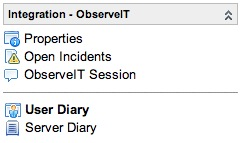 Integration - ObserveIT
Properties
Open Incidents
ObserveIT Session
User Diary
Server Diary